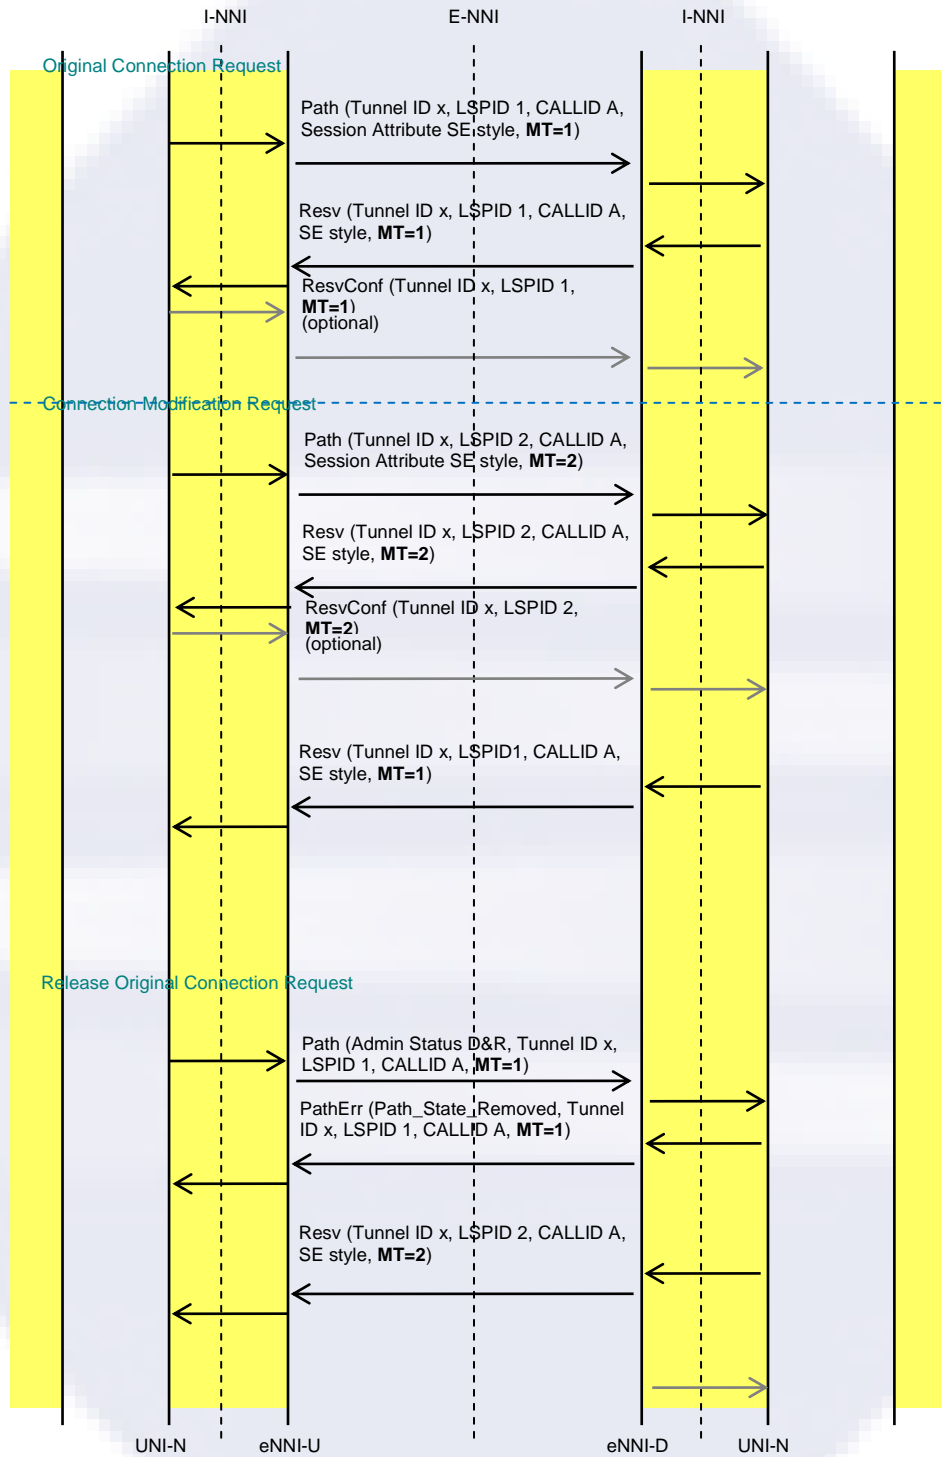 I-NNI E-NNI I-NNI
Original Connection Request
Path (Tunnel ID x, LSPID 1, CALLID A,
Session Attribute SE style, MT=1)
Resv (Tunnel ID x, LSPID 1, CALLID A,
SE style, MT=1)
ResvConf (Tunnel ID x, LSPID 1,
MT=1)
(optional)
Connection Modification Request
Path (Tunnel ID x, LSPID 2, CALLID A,
Session Attribute SE style, MT=2)
Resv (Tunnel ID x, LSPID 2, CALLID A,
SE style, MT=2)
ResvConf (Tunnel ID x, LSPID 2,
MT=2)
(optional)
Resv (Tunnel ID x, LSPID1, CALLID A,
SE style, MT=1)
Release Original Connection Request
Path (Admin Status D&R, Tunnel ID x,
LSPID 1, CALLID A, MT=1)
PathErr (Path_State_Removed, Tunnel
ID x, LSPID 1, CALLID A, MT=1)
Resv (Tunnel ID x, LSPID 2, CALLID A,
SE style, MT=2)
UNI-N eNNI-U eNNI-D UNI-N